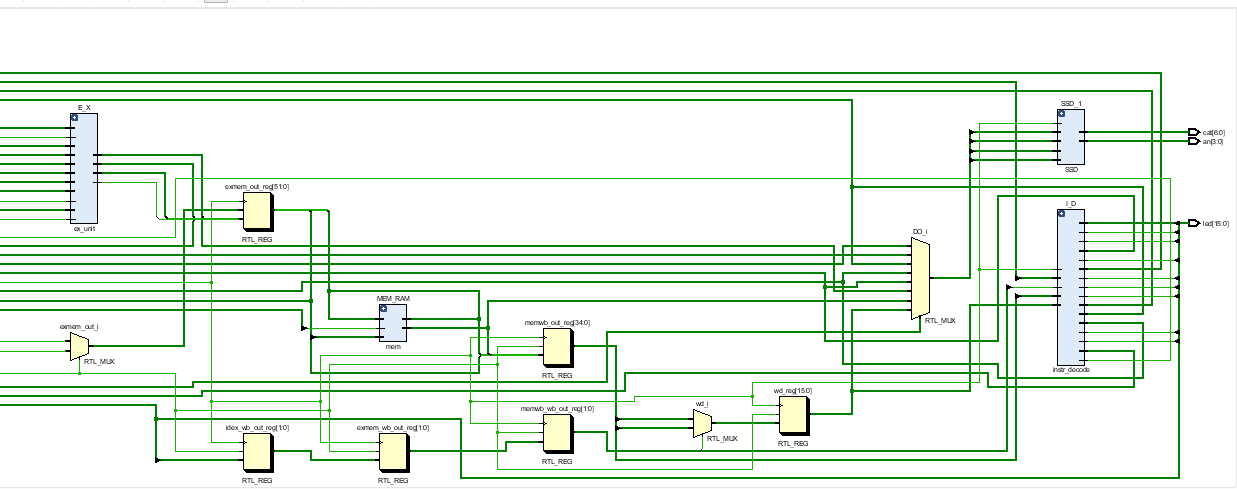 E_X
ex_unit
exmem_out_reg[51:0]
RTL_REG
exmem_out_i
RTL_MUX
MEM_RAM
mem
idex_wb_out_reg[1:0]
RTL_REG
exmem_wb_out_reg[1:0]
RTL_REG
memwb_out_reg[34:0]
RTL_REG
memwb_wb_out_reg[1:0]
RTL_REG
wd_i
RTL_MUX
wd_reg[15:0]
RTL_REG
DO_i
RTL_MUX
SSD_1
SSD
I_D
instr_decode
cat[6:0]
an[3:0]
led[15:0]